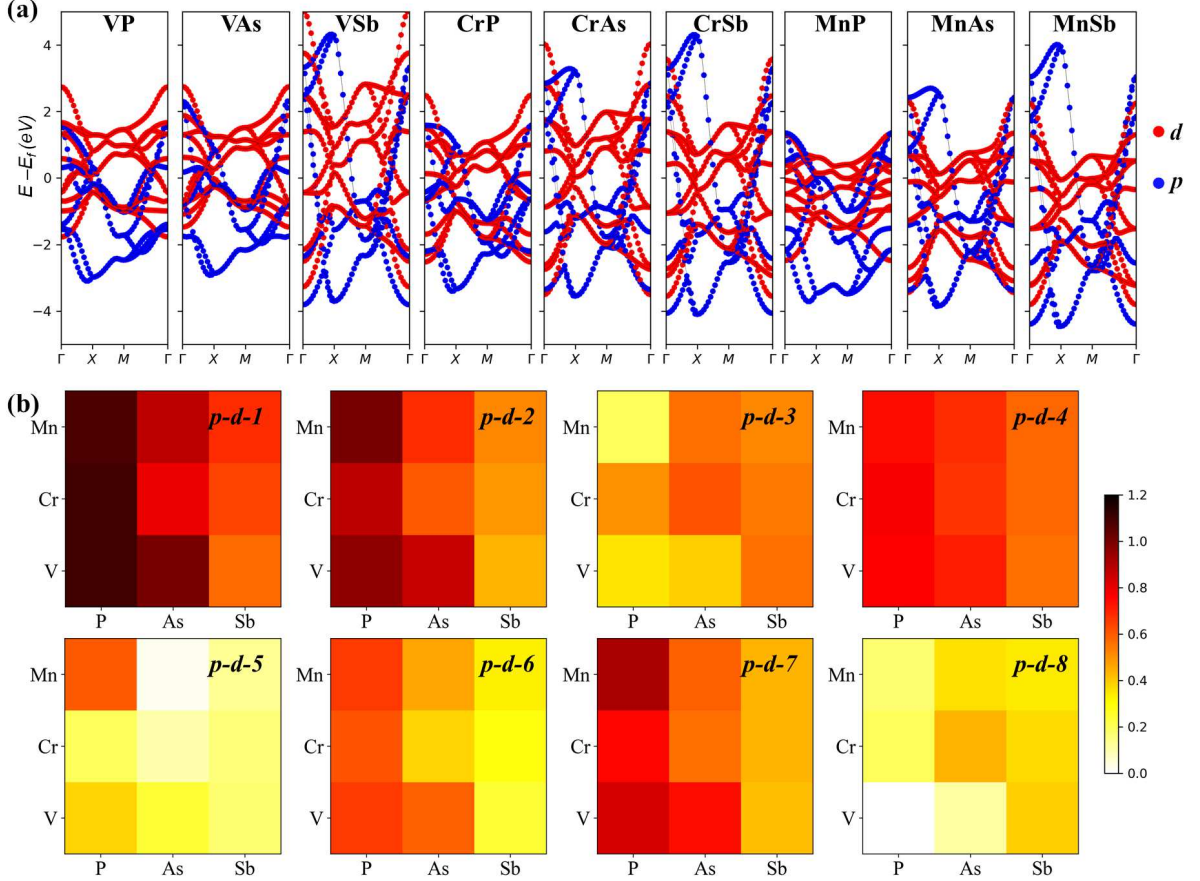 (a)
VP VAs VSb CrP CrAs CrSb MnP MnAs MnSb
E −E_f (eV)
4
2
0
−2
−4
d
p
Γ X M Γ Γ X M Γ Γ X M Γ Γ X M Γ Γ X M Γ Γ X M Γ Γ X M Γ Γ X M Γ Γ X M Γ
(b)
p-d-1 p-d-2 p-d-3 p-d-4
Mn Mn Mn Mn
Cr Cr Cr Cr
V V V V
P As Sb P As Sb P As Sb P As Sb
p-d-5 p-d-6 p-d-7 p-d-8
Mn Mn Mn Mn
Cr Cr Cr Cr
V V V V
P As Sb P As Sb P As Sb P As Sb
1.2
1.0
0.8
0.6
0.4
0.2
0.0